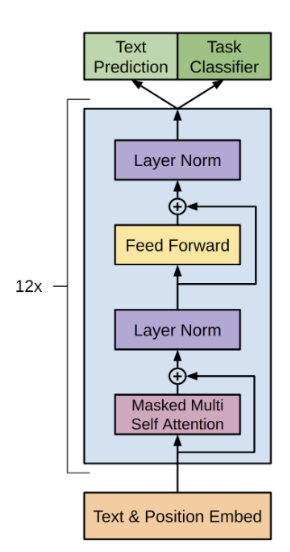 Text
Prediction
Task
Classifier
12x
Layer Norm
+
Feed Forward
Layer Norm
+
Masked Multi
Self Attention
Text & Position Embed